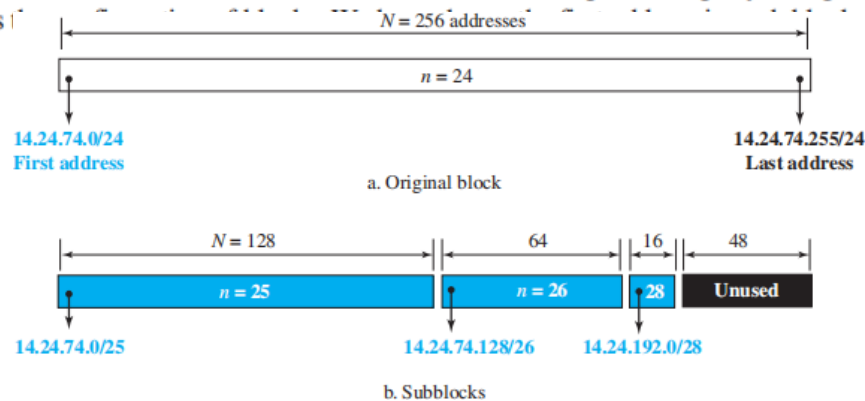 N = 256 addresses
n = 24
14.24.74.0/24 14.24.74.255/24
First address Last address
a. Original block
N = 128 64 16 48
n = 25 n = 26 28 Unused
14.24.74.0/25 14.24.74.128/26 14.24.192.0/28
b. Subblocks